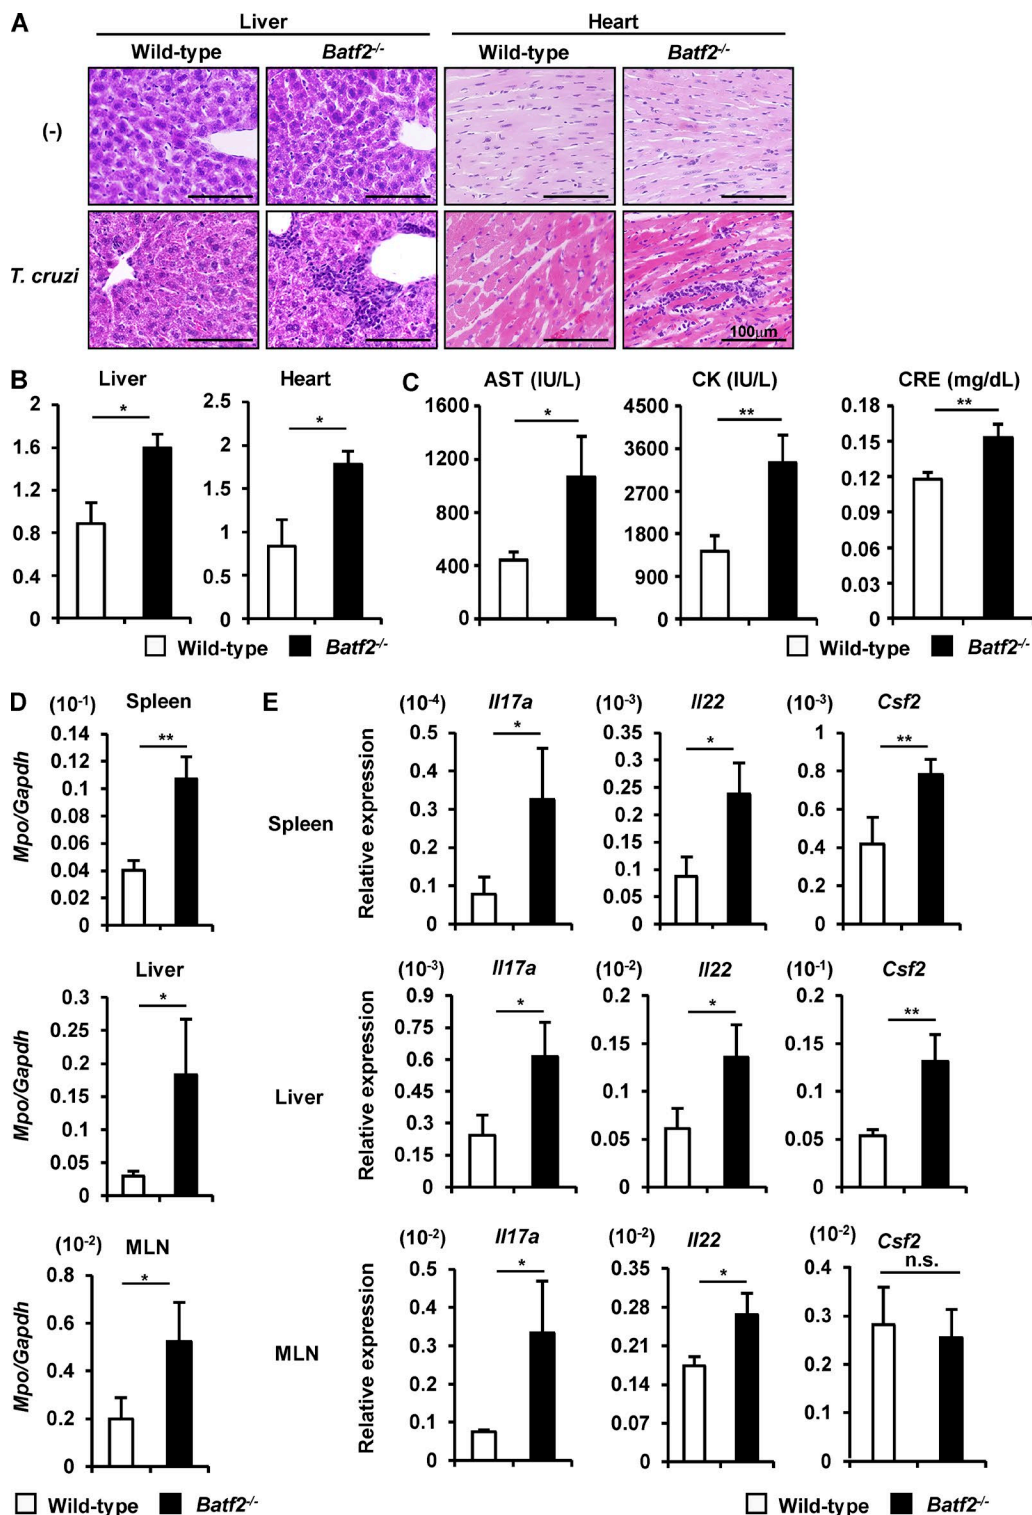 A
Liver Heart
Wild-type Batf2-/- Wild-type Batf2-/-
(-)
T. cruzi
100µm
B C
Liver Heart AST (IU/L) CK (IU/L) CRE (mg/dL)
2 1.6 1.2 0.8 0.4 0
*
2.5 2 1.5 1 0.5 0
*
1600 1200 800 400 0
*
4500 3600 2700 1800 900 0
**
0.18 0.15 0.12 0.09 0.06 0.03 0
**
Wild-type Batf2-/- Wild-type Batf2-/-
D E
(10-1) Spleen
Mpo/Gapdh
0.14 0.12 0.1 0.08 0.06 0.04 0.02 0
**
Spleen
Relative expression
(10-4) Il17a
0.5 0.4 0.3 0.2 0.1 0
*
(10-3) Il22
0.35 0.3 0.25 0.2 0.15 0.1 0.05 0
*
(10-3) Csf2
1 0.8 0.6 0.4 0.2 0
**
Liver
Mpo/Gapdh
0.3 0.25 0.2 0.15 0.1 0.05 0
*
Liver
Relative expression
(10-3) Il17a
0.9 0.75 0.6 0.45 0.3 0.15 0
*
(10-2) Il22
0.2 0.15 0.1 0.05 0
*
(10-1) Csf2
0.2 0.15 0.1 0.05 0
**
(10-2) MLN
Mpo/Gapdh
0.8 0.6 0.4 0.2 0
*
MLN
Relative expression
(10-2) Il17a
0.5 0.4 0.3 0.2 0.1 0
*
(10-2) Il22
0.35 0.28 0.21 0.14 0.07 0
*
(10-2) Csf2
n.s.
0.4 0.3 0.2 0.1 0
Wild-type Batf2-/- Wild-type Batf2-/-